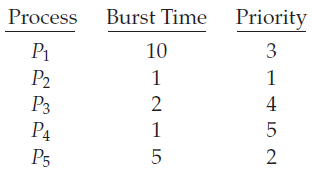 Process Burst Time Priority
P1 10 3
P2 1 1
P3 2 4
P4 1 5
P5 5 2